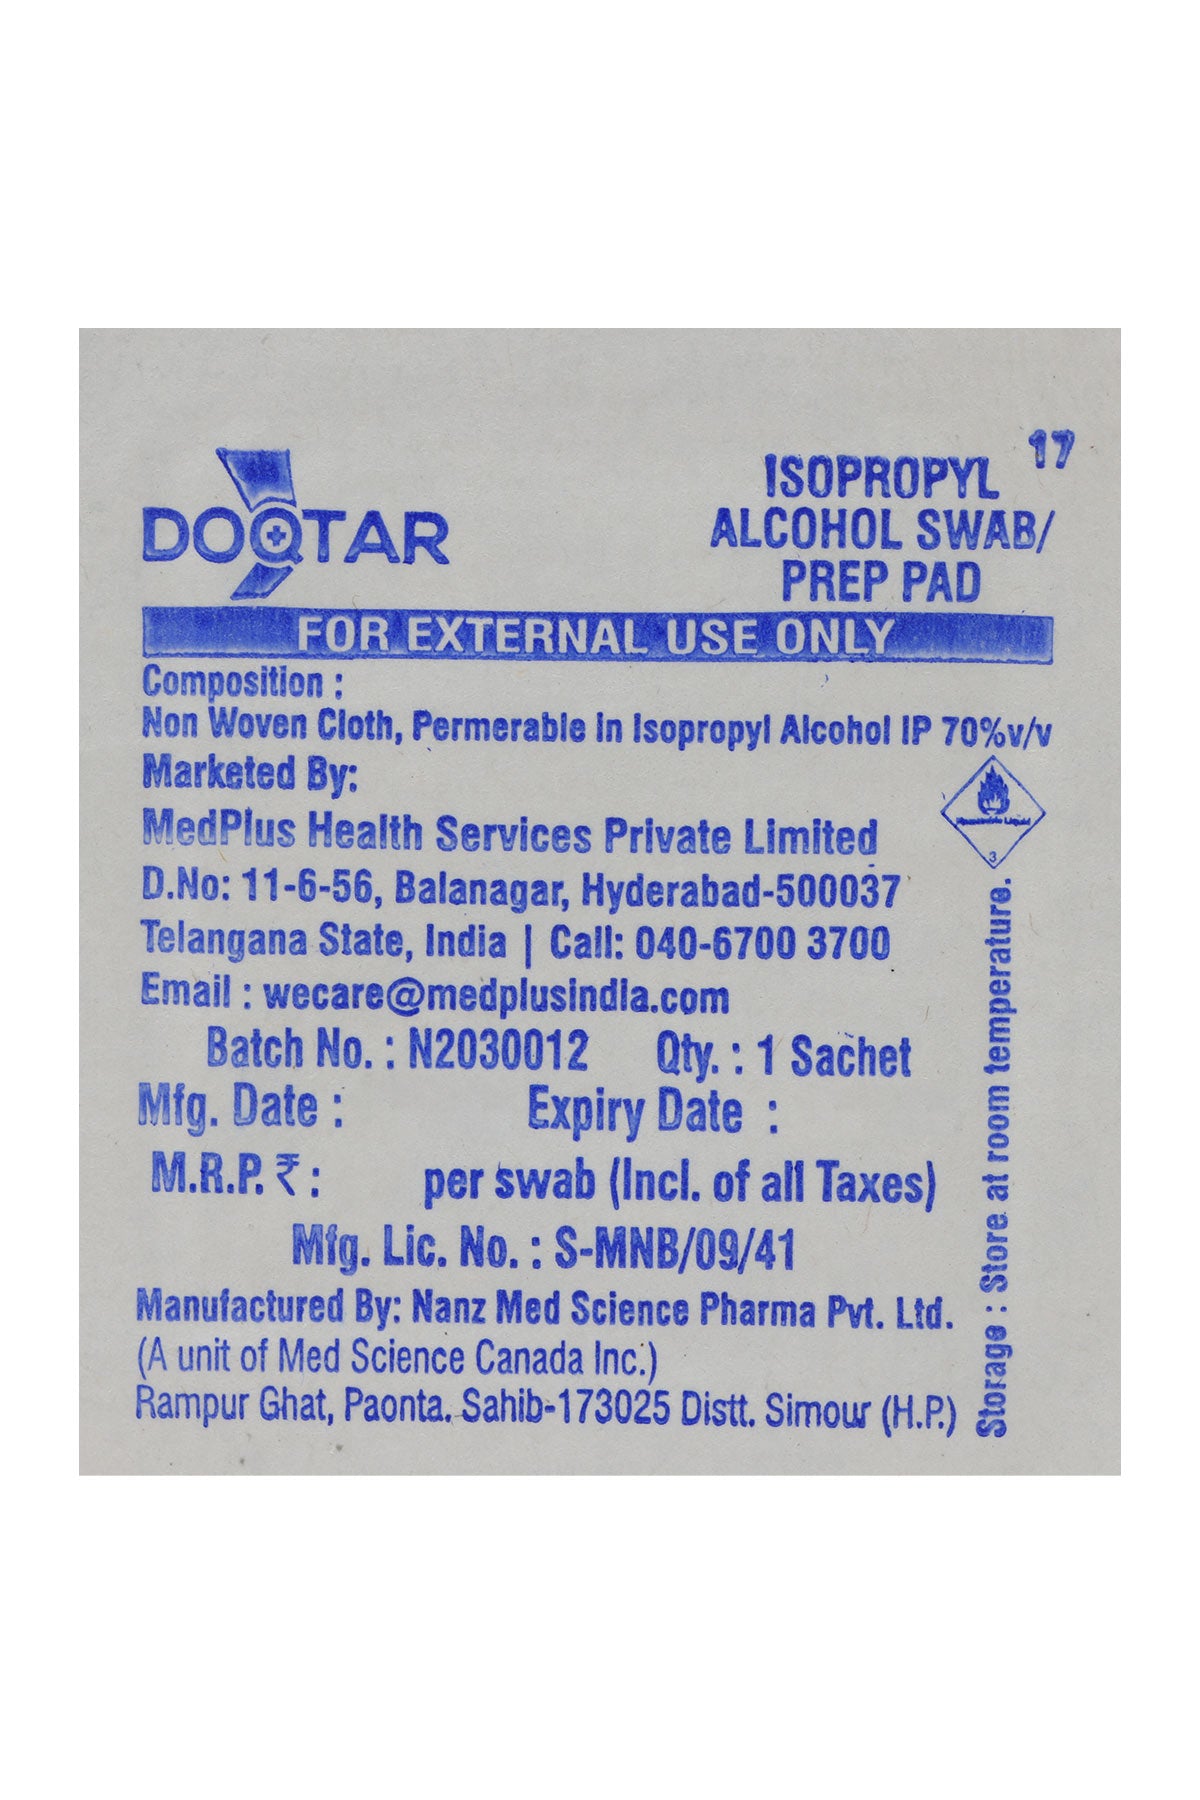 DOQTAR
17
ISOPROPYL
ALCOHOL SWAB/
PREP PAD
FOR EXTERNAL USE ONLY
Composition :
Non Woven Cloth, Permerable in Isopropyl Alcohol IP 70%v/v
Marketed By:
MedPlus Health Services Private Limited
D.No: 11-6-56, Balanagar, Hyderabad-500037
Telangana State, India | Call: 040-6700 3700
Email : wecare@medplusindia.com
Batch No. : N2030012 Qty. : 1 Sachet
Mfg. Date : Expiry Date :
M.R.P. ₹ : per swab (Incl. of all Taxes)
Mfg. Lic. No. : S-MNB/09/41
Manufactured By: Nanz Med Science Pharma Pvt. Ltd.
(A unit of Med Science Canada Inc.)
Rampur Ghat, Paonta. Sahib-173025 Distt. Simour (H.P.)
Liquid
3
Storage : Store at room temperature.